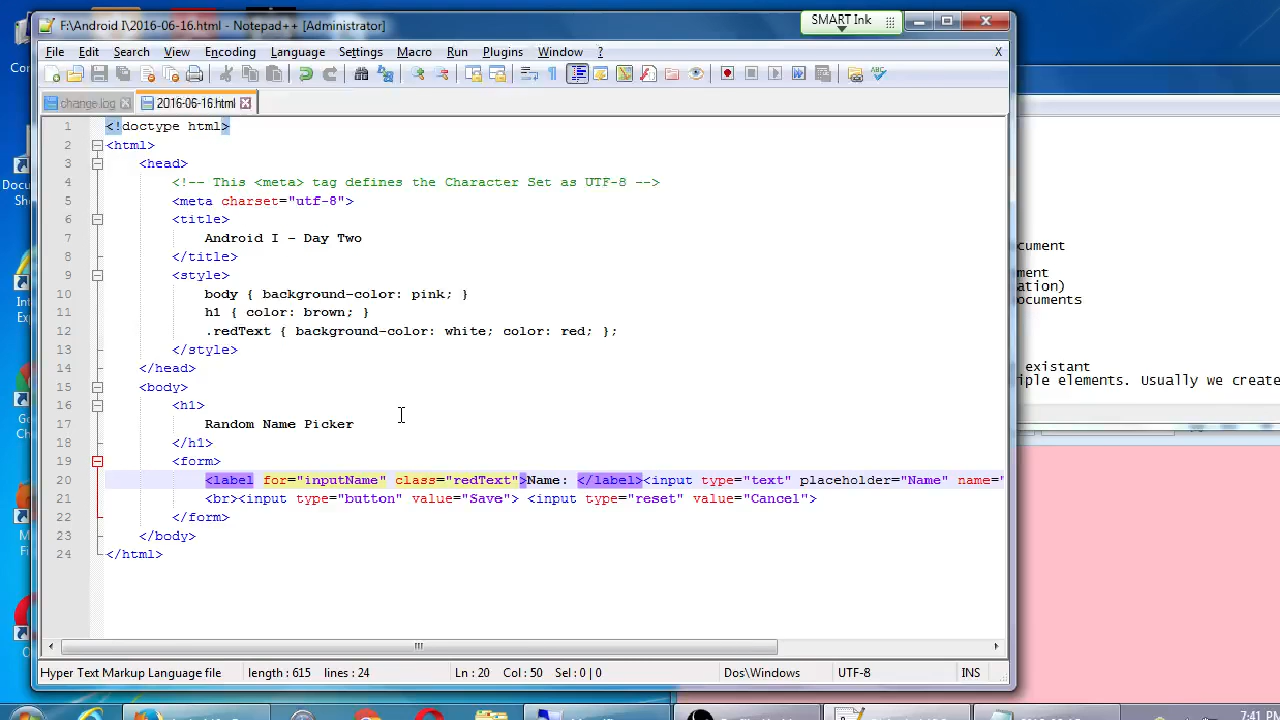 F:\Android I\2016-06-16.html - Notepad++ [Administrator]
SMART Ink
File Edit Search View Encoding Language Settings Macro Run Plugins Window ? X
change.log 2016-06-16.html
1 <!doctype html>
2 <html>
3 <head>
4 <!-- This <meta> tag defines the Character Set as UTF-8 -->
5 <meta charset="utf-8">
6 <title>
7 Android I - Day Two
8 </title>
9 <style>
10 body { background-color: pink; }
11 h1 { color: brown; }
12 .redText { background-color: white; color: red; };
13 </style>
14 </head>
15 <body>
16 <h1>
17 Random Name Picker
18 </h1>
19 <form>
20 <label for="inputName" class="redText">Name: </label><input type="text" placeholder="Name" name="
21 <br><input type="button" value="Save"> <input type="reset" value="Cancel">
22 </form>
23 </body>
24 </html>
Hyper Text Markup Language file length : 615 lines : 24 Ln : 20 Col : 50 Sel : 0 | 0 Dos\Windows UTF-8 INS
ocument
ment
ation)
ocuments
existant
iple elements. Usually we create
7:41 PM